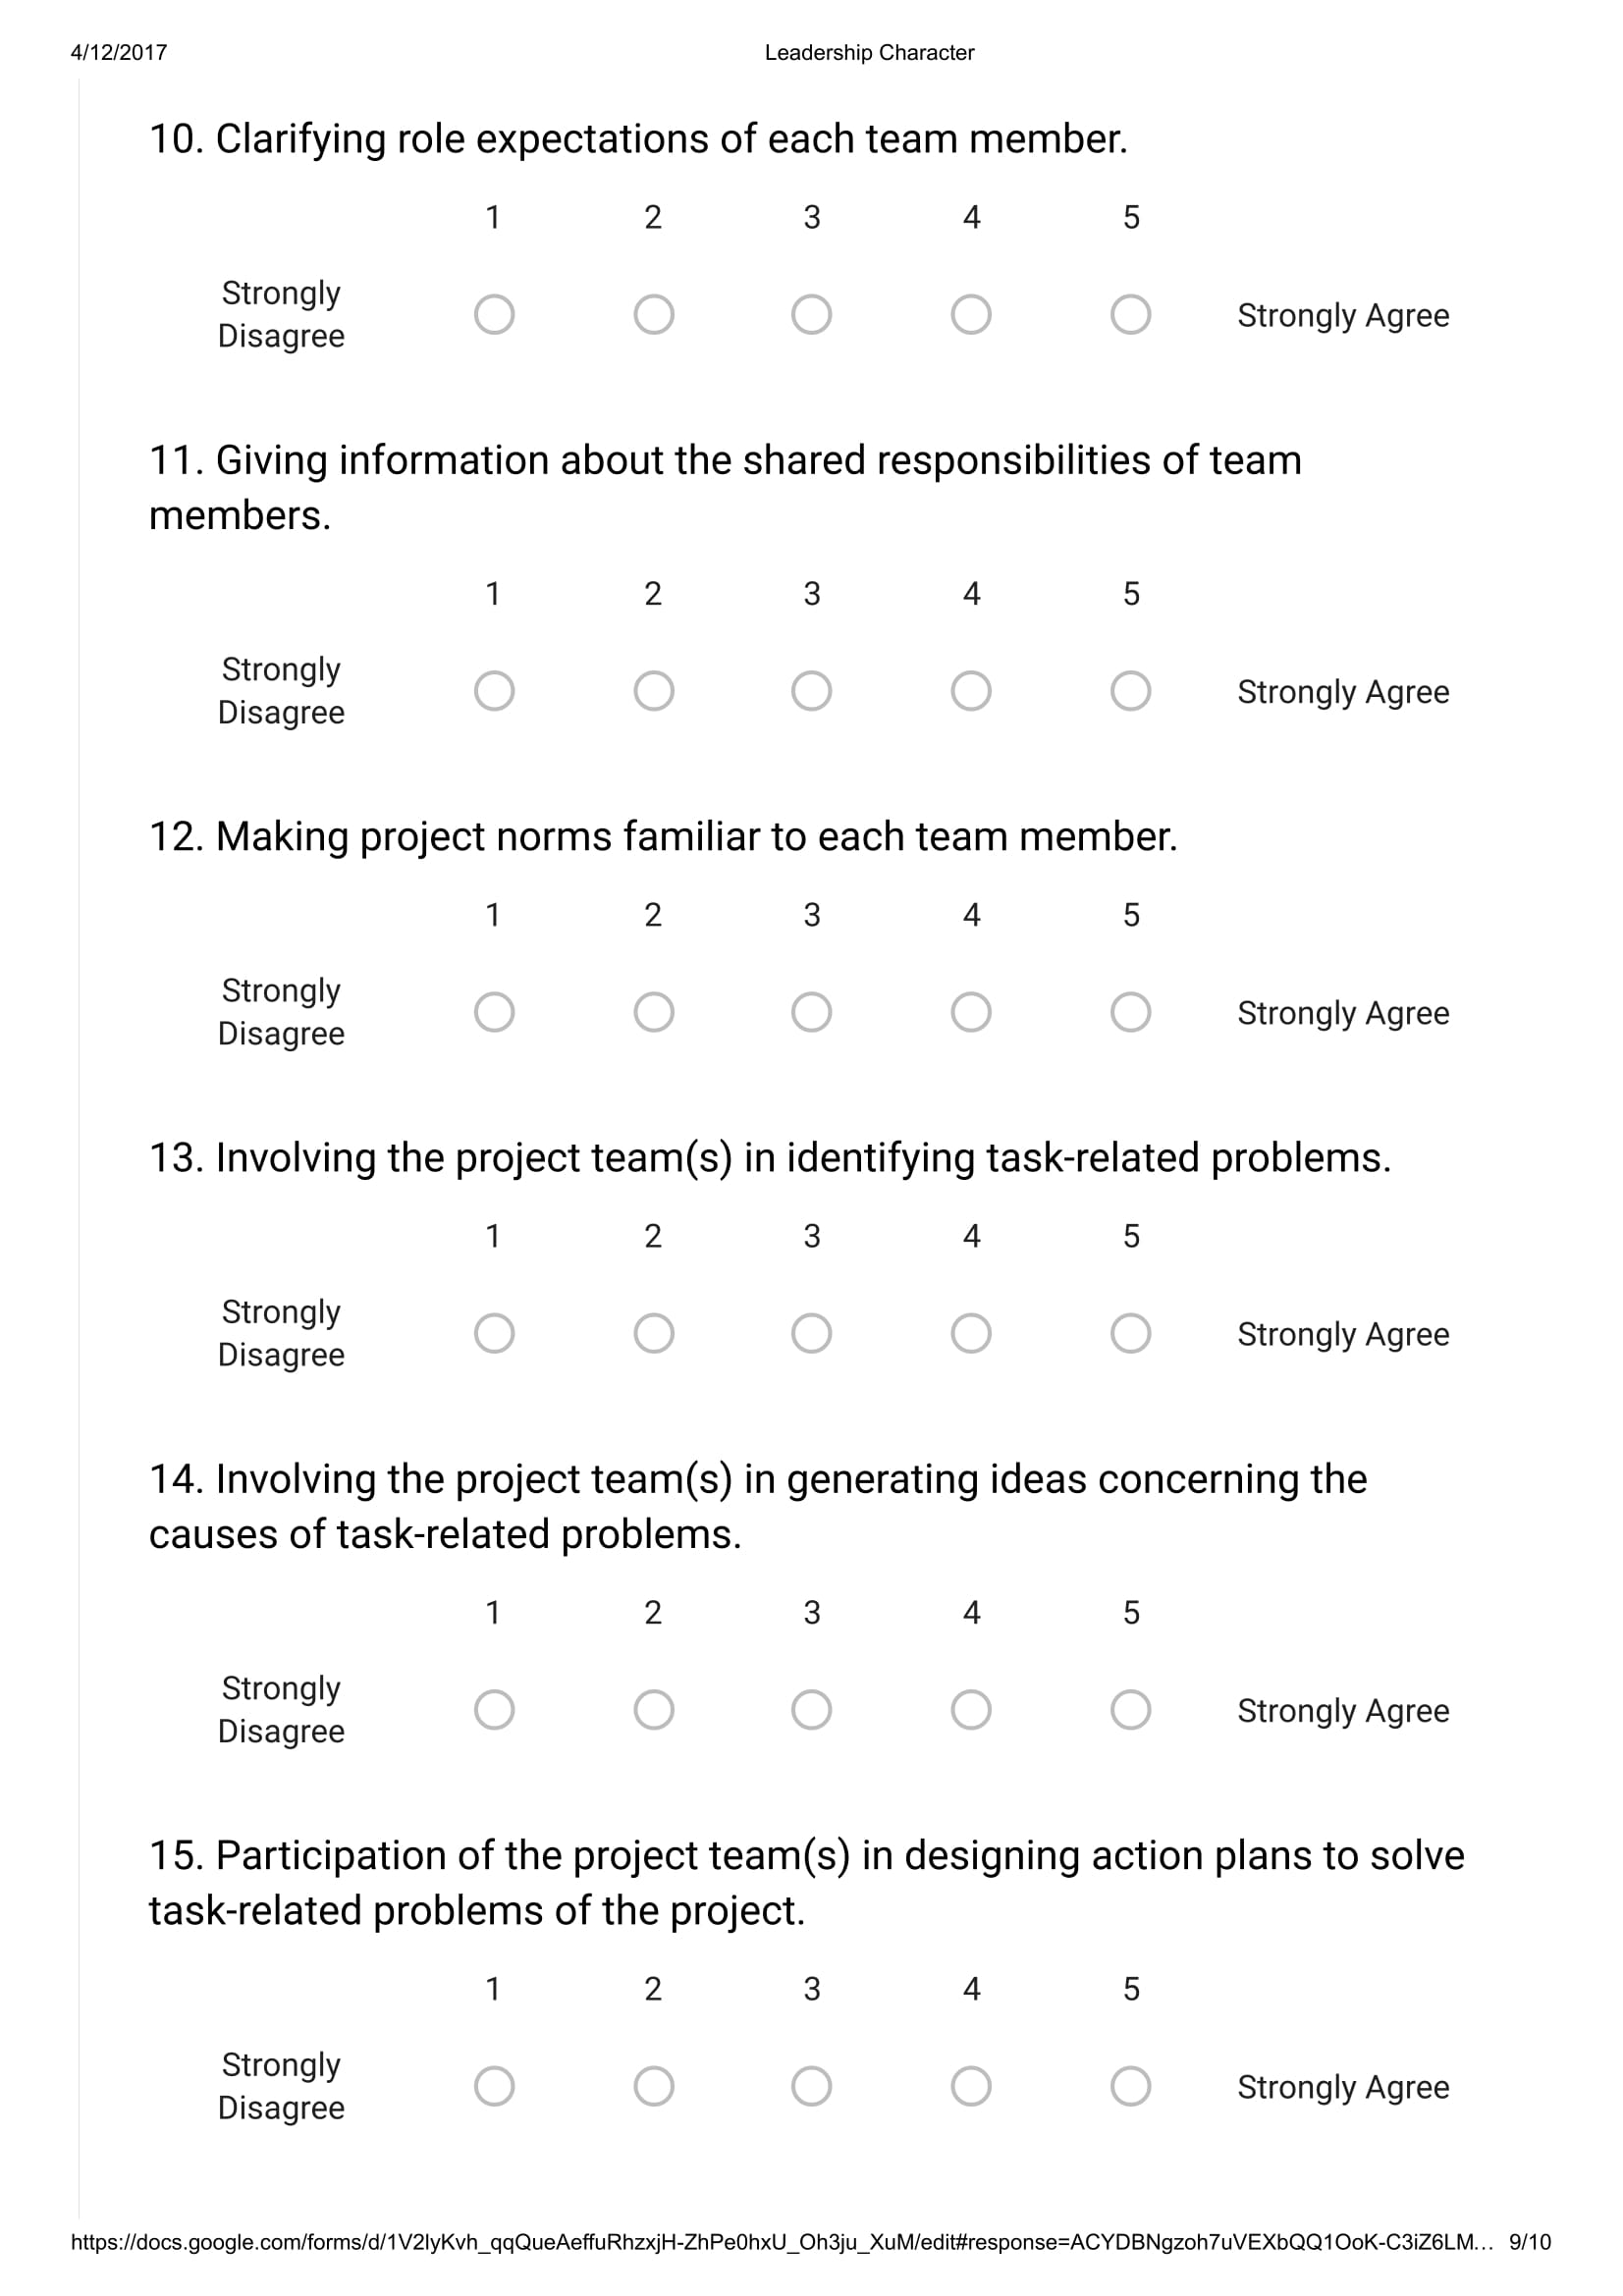 4/12/2017 Leadership Character
10. Clarifying role expectations of each team member.
1 2 3 4 5
Strongly
Disagree
Strongly Agree
11. Giving information about the shared responsibilities of team
members.
1 2 3 4 5
Strongly
Disagree
Strongly Agree
12. Making project norms familiar to each team member.
1 2 3 4 5
Strongly
Disagree
Strongly Agree
13. Involving the project team(s) in identifying task-related problems.
1 2 3 4 5
Strongly
Disagree
Strongly Agree
14. Involving the project team(s) in generating ideas concerning the
causes of task-related problems.
1 2 3 4 5
Strongly
Disagree
Strongly Agree
15. Participation of the project team(s) in designing action plans to solve
task-related problems of the project.
1 2 3 4 5
Strongly
Disagree
Strongly Agree
https://docs.google.com/forms/d/1V2lyKvh_qqQueAeffuRhzxjH-ZhPe0hxU_Oh3ju_XuM/edit#response=ACYDBNgzoh7uVEXbQQ1OoK-C3iZ6LM... 9/10